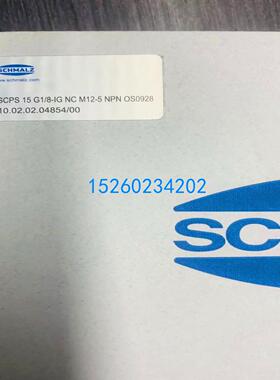 SCHMALZ
www.schmalz.com
SCPS 15 G1/8-IG NC M12-5 NPN OS0928
10.02.02.04854/00
15260234202
SC